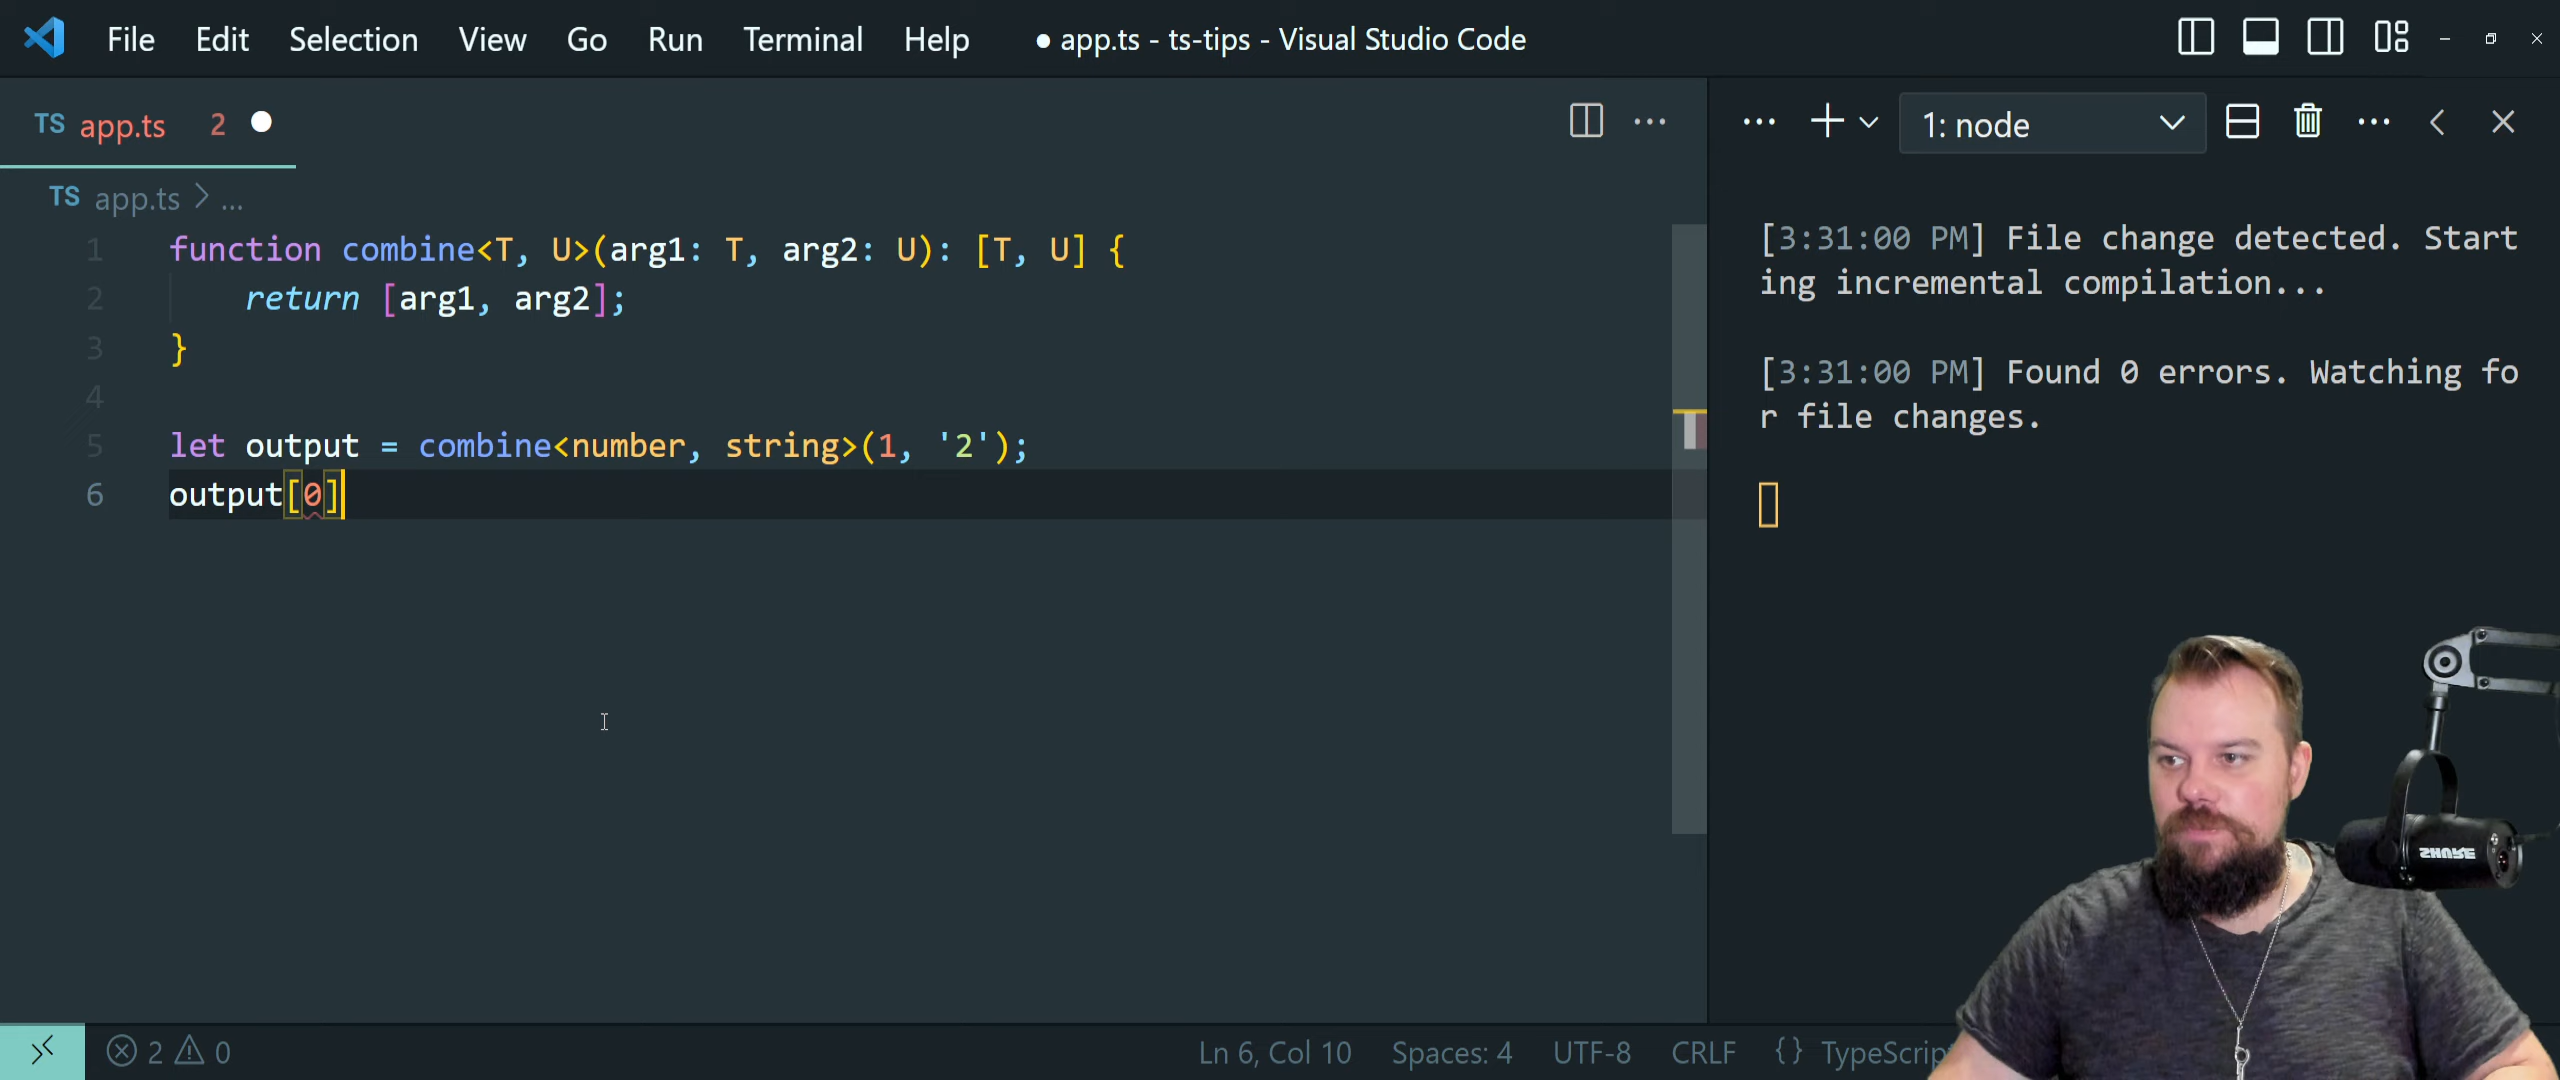 File Edit Selection View Go Run Terminal Help ● app.ts - ts-tips - Visual Studio Code
TS app.ts 2
1: node
TS app.ts > ...
1 function combine<T, U>(arg1: T, arg2: U): [T, U] {
2 return [arg1, arg2];
3 }
4
5 let output = combine<number, string>(1, '2');
6 output[0]
[3:31:00 PM] File change detected. Start
ing incremental compilation...
[3:31:00 PM] Found 0 errors. Watching fo
r file changes.
SHURE
2 0 Ln 6, Col 10 Spaces: 4 UTF-8 CRLF {} TypeScrip